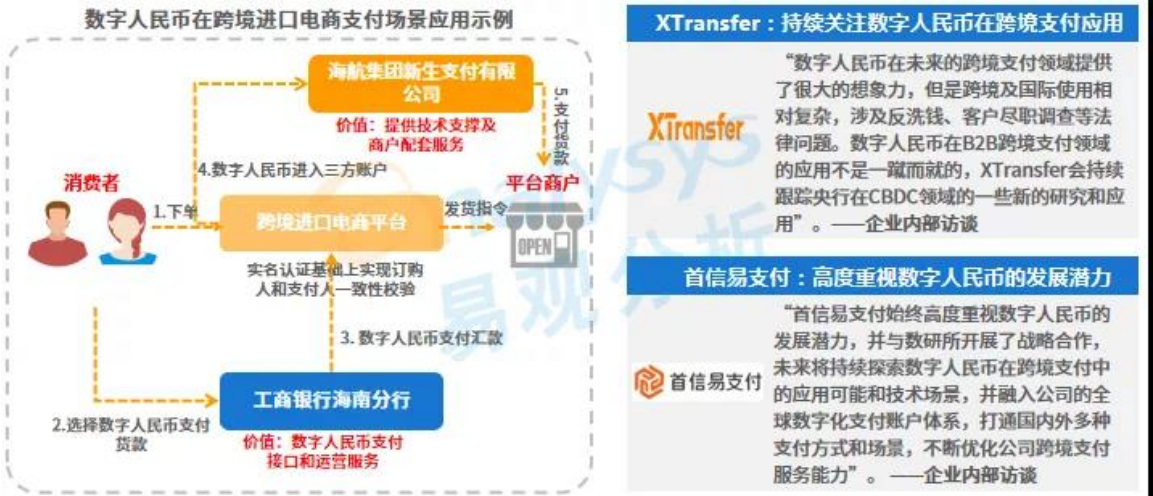 数字人民币在跨境进口电商支付场景应用示例
海航集团新生支付有限
公司
价值：提供技术支撑及
商户配套服务
5.支付货款
4.数字人民币进入三方账户
消费者
平台商户
1.下单
跨境进口电商平台
发货指令
OPEN
实名认证基础上实现订购
人和支付人一致性校验
3. 数字人民币支付汇款
工商银行海南分行
2.选择数字人民币支付
货款
价值：数字人民币支付
接口和运营服务
analysys
易观分析
XTransfer：持续关注数字人民币在跨境支付应用
XTransfer
“数字人民币在未来的跨境支付领域提供
了很大的想象力，但是跨境及国际使用相
对复杂，涉及反洗钱、客户尽职调查等法
律问题。数字人民币在B2B跨境支付领域
的应用不是一蹴而就的，XTransfer会持续
跟踪央行在CBDC领域的一些新的研究和应
用”。——企业内部访谈
首信易支付：高度重视数字人民币的发展潜力
首信易支付
“首信易支付始终高度重视数字人民币的
发展潜力，并与数研所开展了战略合作，
未来将持续探索数字人民币在跨境支付中
的应用可能和技术场景，并融入公司的全
球数字化支付账户体系，打通国内外多种
支付方式和场景，不断优化公司跨境支付
服务能力”。 ——企业内部访谈